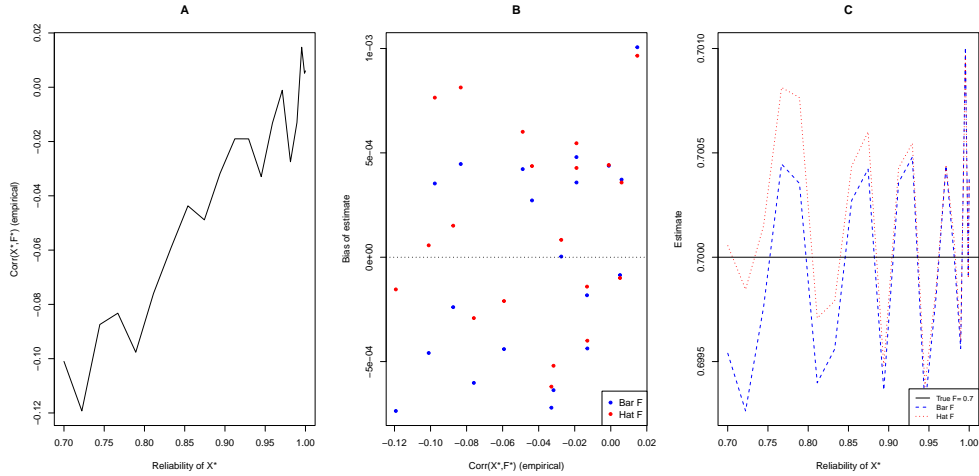 A
Corr(X*,F*) (empirical)
0.02
0.00
−0.02
−0.04
−0.06
−0.08
−0.10
−0.12
0.70 0.75 0.80 0.85 0.90 0.95 1.00
Reliability of X*
B
Bias of estimate
1e−03
5e−04
0e+00
−5e−04
Bar F
Hat F
−0.12 −0.10 −0.08 −0.06 −0.04 −0.02 0.00 0.02
Corr(X*,F*) (empirical)
C
Estimate
0.7010
0.7005
0.7000
0.6995
True F= 0.7
Bar F
Hat F
0.70 0.75 0.80 0.85 0.90 0.95 1.00
Reliability of X*